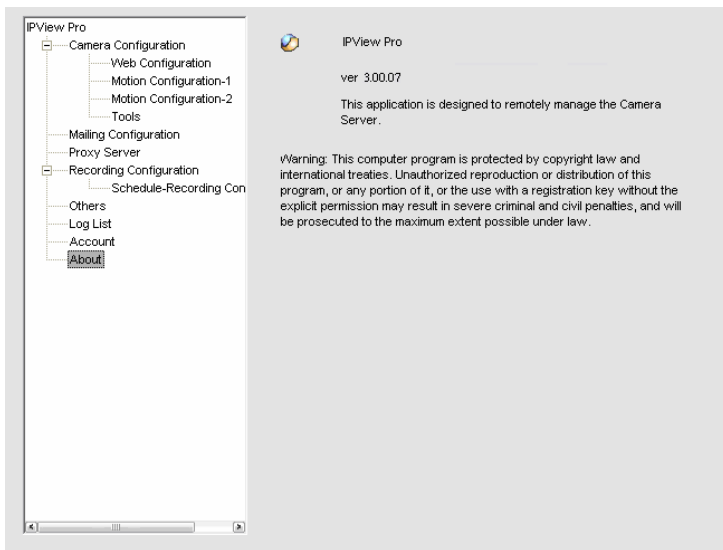 IPView Pro
Camera Configuration
Web Configuration
Motion Configuration-1
Motion Configuration-2
Tools
Mailing Configuration
Proxy Server
Recording Configuration
Schedule-Recording Con
Others
Log List
Account
About
IPView Pro
ver 3.00.07
This application is designed to remotely manage the Camera
Server.
Warning: This computer program is protected by copyright law and
international treaties. Unauthorized reproduction or distribution of this
program, or any portion of it, or the use with a registration key without the
explicit permission may result in severe criminal and civil penalties, and will
be prosecuted to the maximum extent possible under law.